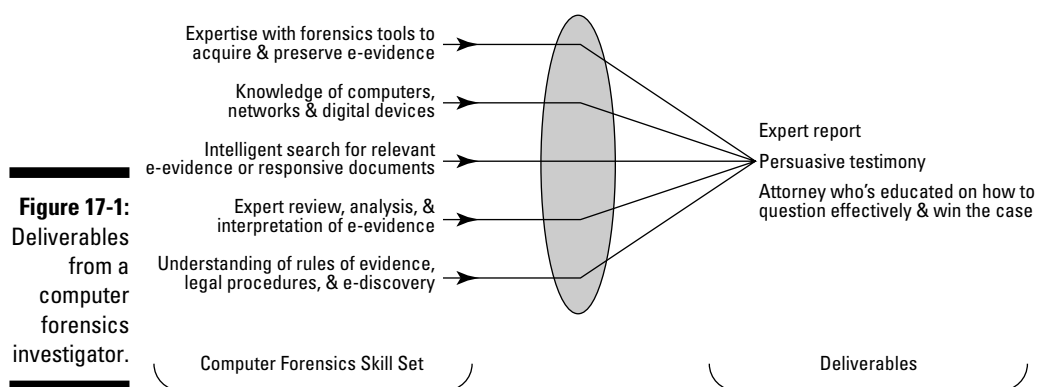 Expertise with forensics tools to
acquire & preserve e-evidence
Knowledge of computers,
networks & digital devices
Intelligent search for relevant
e-evidence or responsive documents
Expert review, analysis, &
interpretation of e-evidence
Understanding of rules of evidence,
legal procedures, & e-discovery
Expert report
Persuasive testimony
Attorney who's educated on how to
question effectively & win the case
Computer Forensics Skill Set
Deliverables
Figure 17-1:
Deliverables
from a
computer
forensics
investigator.